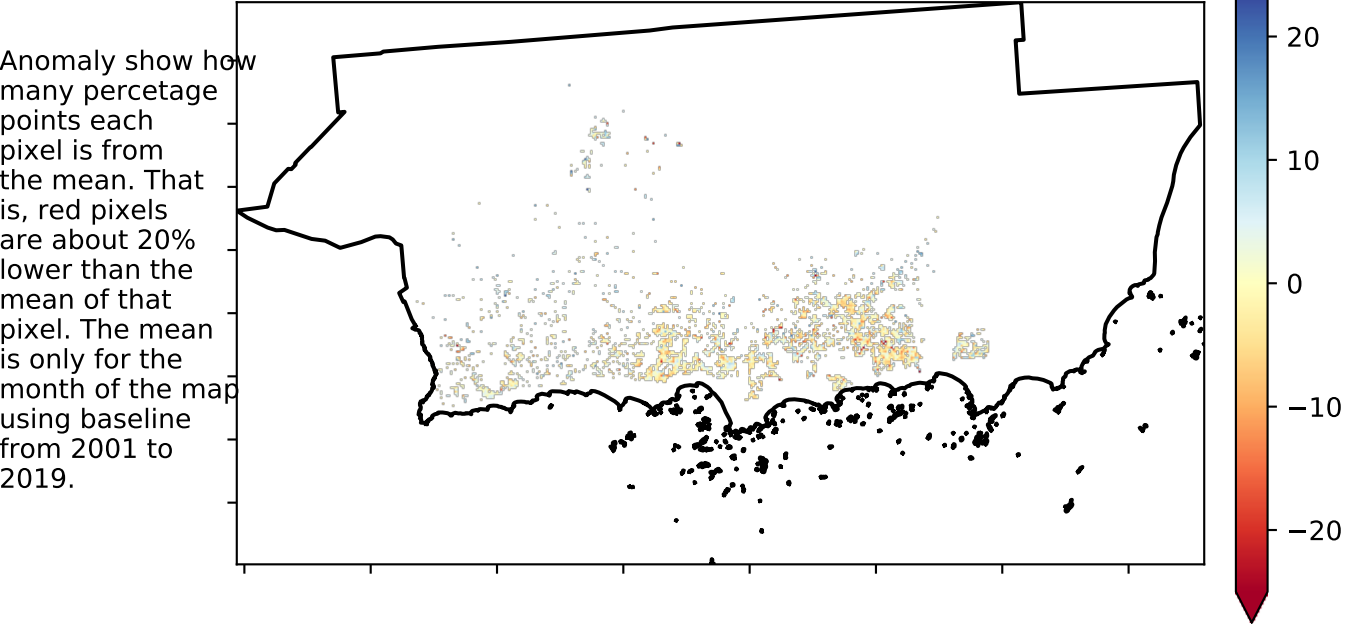 Anomaly show how
many percetage
points each
pixel is from
the mean. That
is, red pixels
are about 20%
lower than the
mean of that
pixel. The mean
is only for the
month of the map
using baseline
from 2001 to
2019.
20
10
0
−10
−20